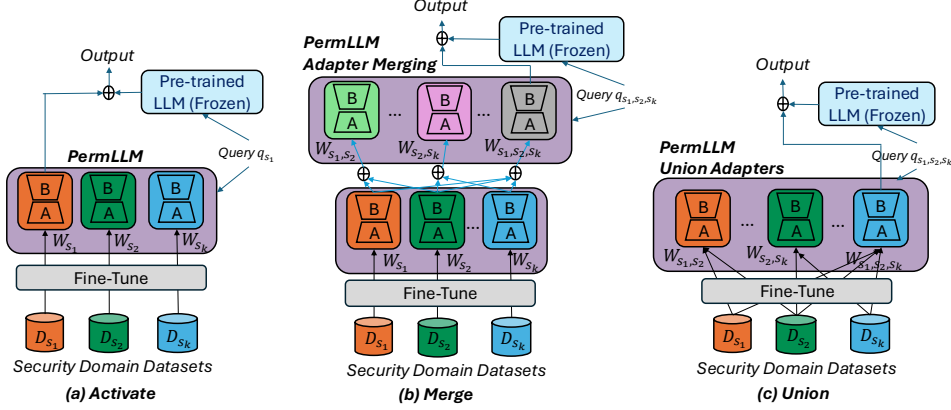 Output
Pre-trained
LLM (Frozen)
Query q_{s_1}
PermLLM
B
A
B
A
B
A
W_{s_1}
W_{s_2}
W_{s_k}
Fine-Tune
D_{s_1}
D_{s_2}
D_{s_k}
Security Domain Datasets
(a) Activate
Output
Pre-trained
LLM (Frozen)
PermLLM
Adapter Merging
Query q_{s_1,s_2,s_k}
B
A
...
B
A
...
B
A
W_{s_1,s_2}
W_{s_2,s_k}
W_{s_1,s_2,s_k}
B
A
B
A
...
B
A
W_{s_1}
W_{s_2}
W_{s_k}
Fine-Tune
D_{s_1}
D_{s_2}
D_{s_k}
Security Domain Datasets
(b) Merge
Output
Pre-trained
LLM (Frozen)
Query q_{s_1,s_2,s_k}
PermLLM
Union Adapters
B
A
...
B
A
...
B
A
W_{s_1,s_2}
W_{s_2,s_k}
W_{s_1,s_2,s_k}
Fine-Tune
D_{s_1}
D_{s_2}
D_{s_k}
Security Domain Datasets
(c) Union